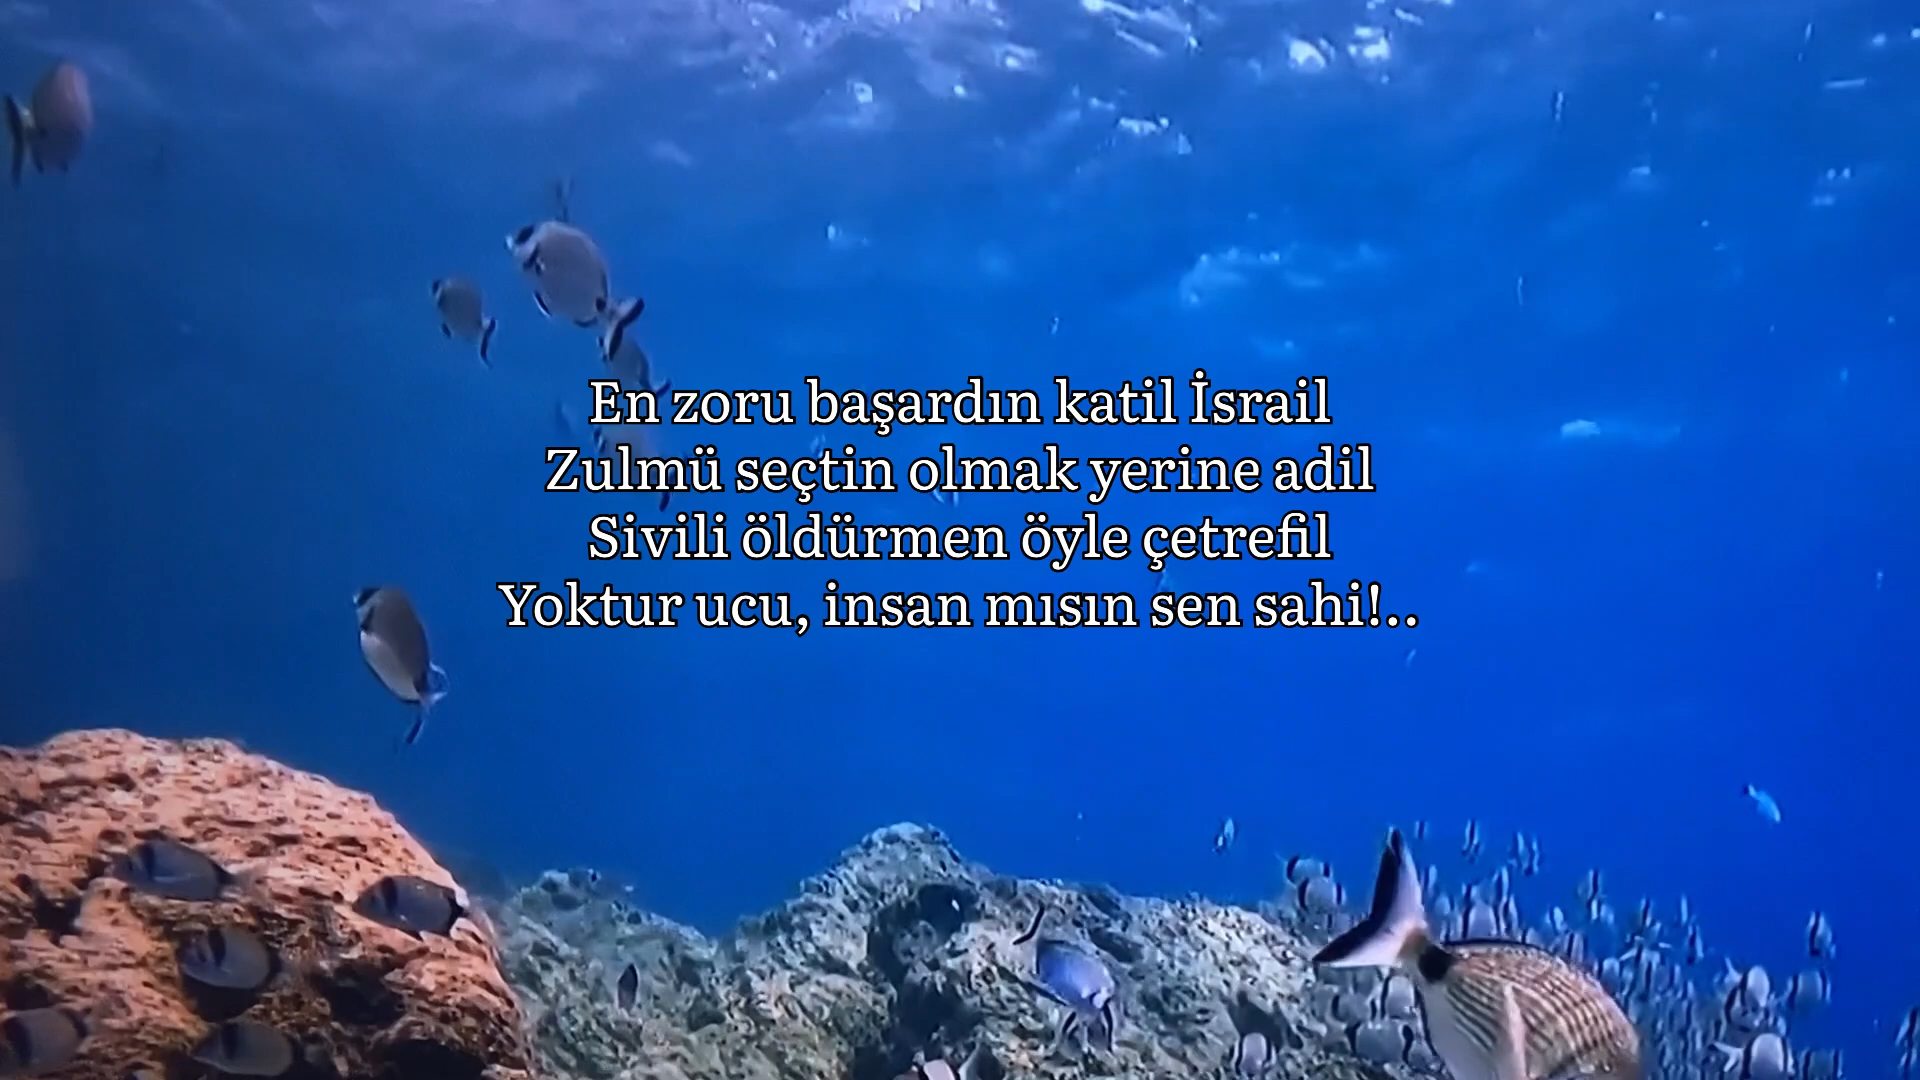 En zoru başardın katil İsrail
Zulmü seçtin olmak yerine adil
Sivili öldürmen öyle çetrefil
Yoktur ucu, insan mısın sen sahi!..